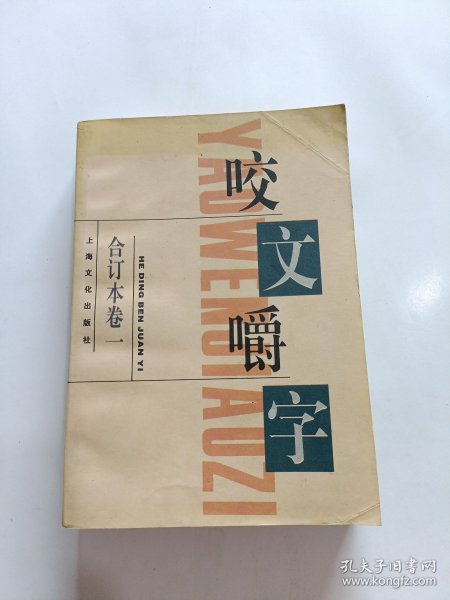 咬文嚼字
YAOWENJIAOZI
HE DING BEN JUAN YI
合订本卷一
上海文化出版社
孔夫子旧书网
www.kongfz.com